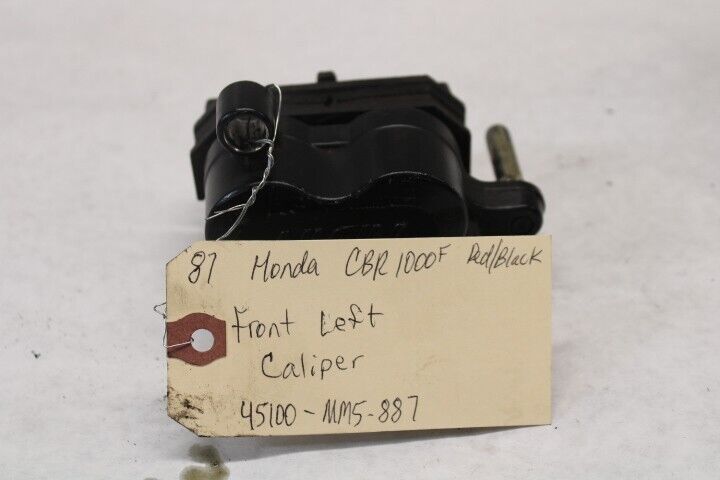 87 Honda CBR1000F Red/Black
Front Left
Caliper
45100-MM5-887